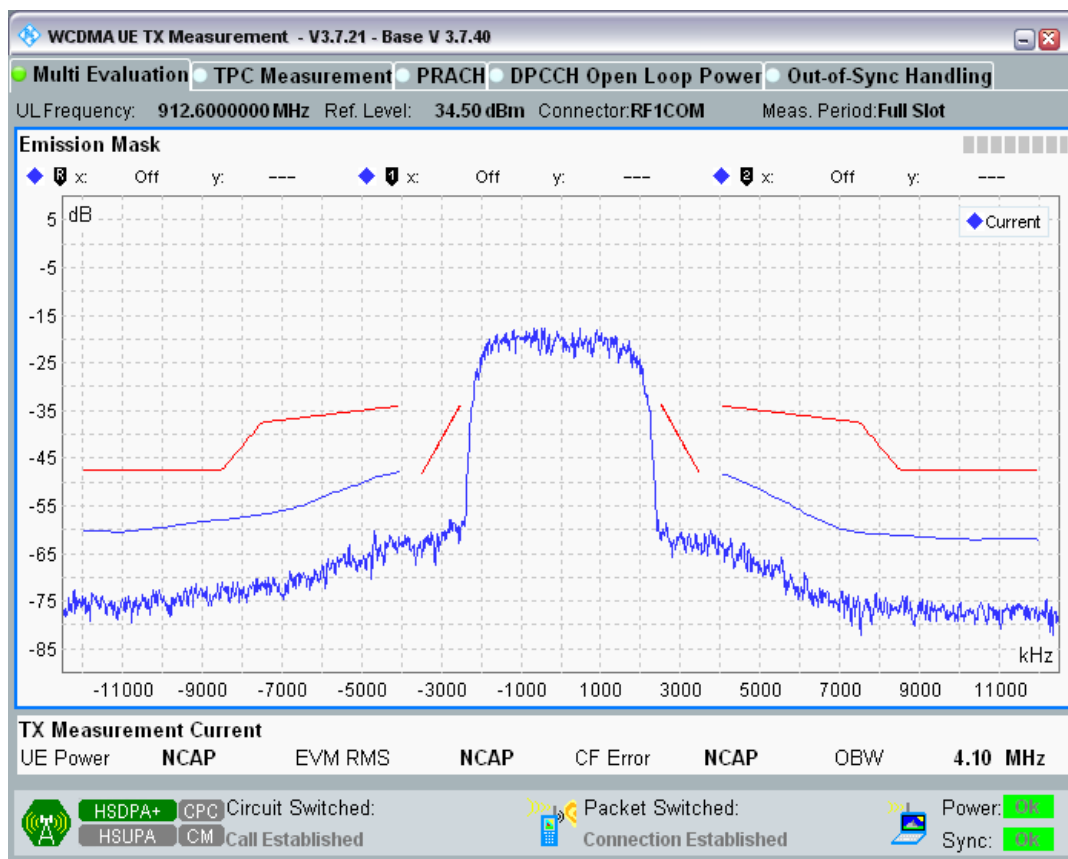 WCDMA UE TX Measurement - V3.7.21 - Base V 3.7.40
Multi Evaluation TPC Measurement PRACH DPCCH Open Loop Power Out-of-Sync Handling
UL Frequency: 912.6000000 MHz Ref. Level: 34.50 dBm Connector:RF1COM Meas. Period:Full Slot
Emission Mask
R x: Off y: --- 1 x: Off y: --- 2 x: Off y: ---
dB
Current
5
-5
-15
-25
-35
-45
-55
-65
-75
-85
kHz
-11000 -9000 -7000 -5000 -3000 -1000 1000 3000 5000 7000 9000 11000
TX Measurement Current
UE Power NCAP EVM RMS NCAP CF Error NCAP OBW 4.10 MHz
HSDPA+ CPC Circuit Switched: Packet Switched: Power: Ok
HSUPA CM Call Established Connection Established Sync: Ok